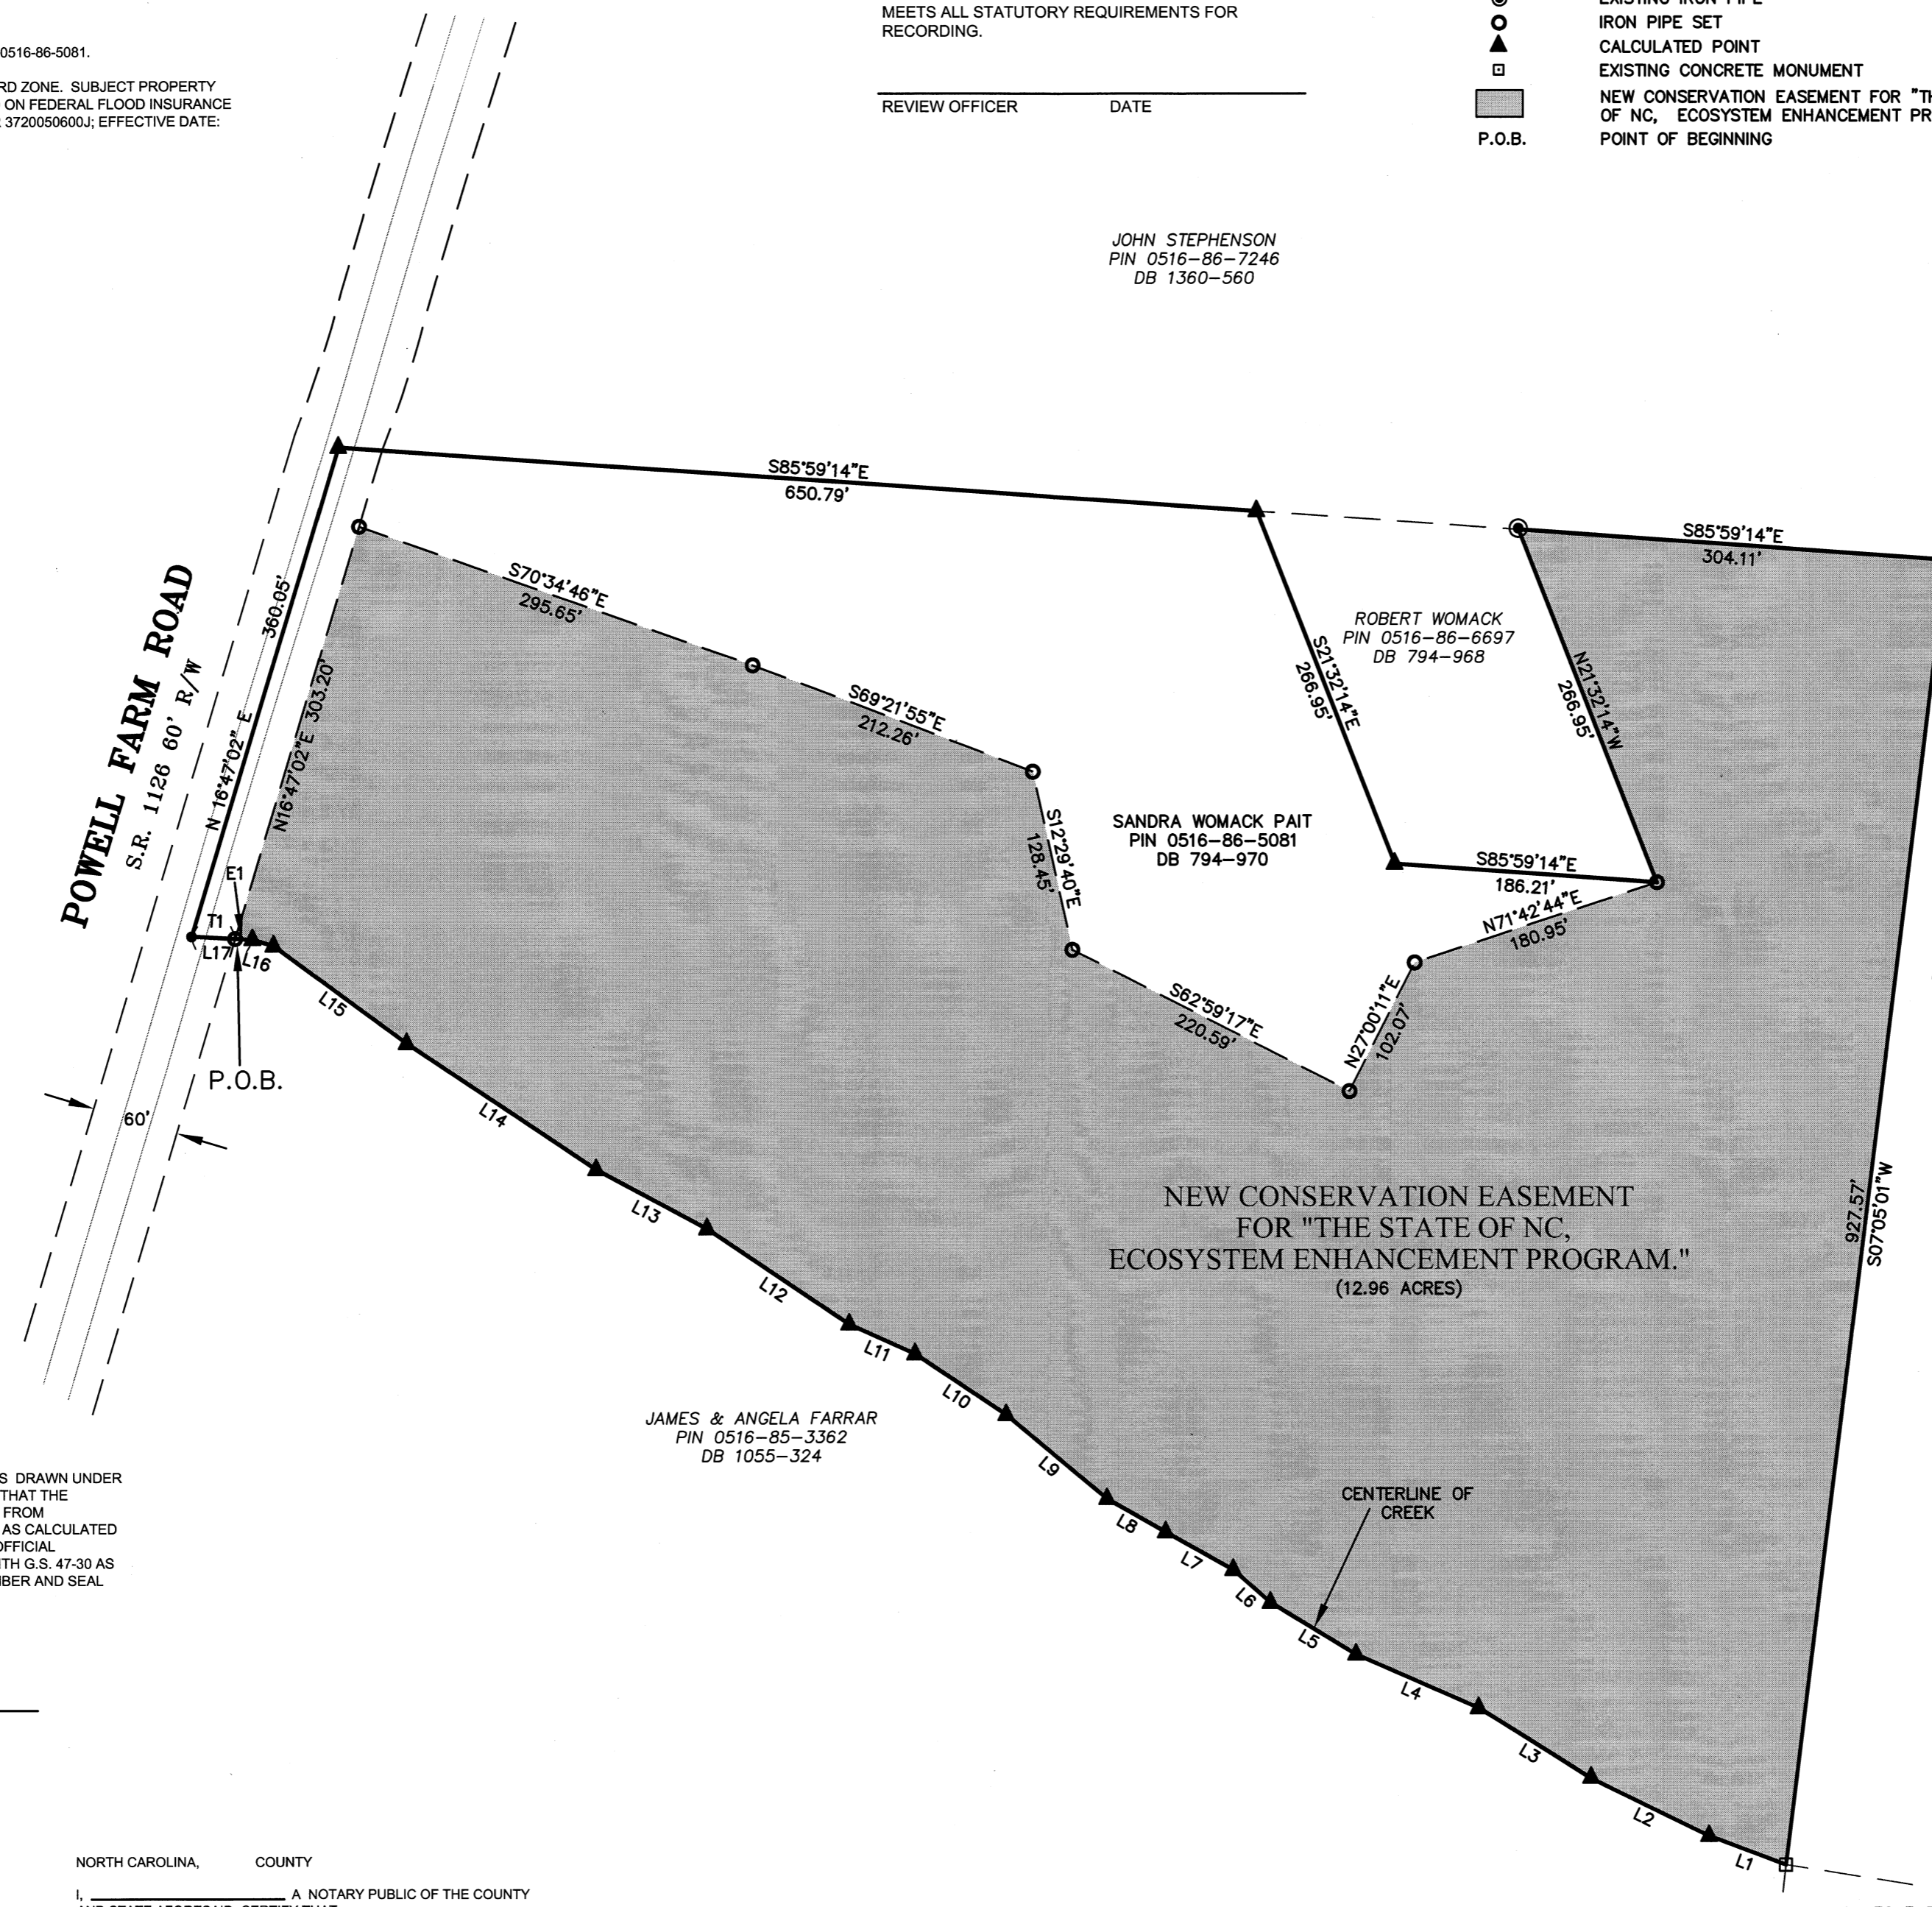 0516-86-5081.
RD ZONE. SUBJECT PROPERTY
ON FEDERAL FLOOD INSURANCE
3720050600J; EFFECTIVE DATE:
MEETS ALL STATUTORY REQUIREMENTS FOR
RECORDING.
REVIEW OFFICER DATE
EXISTING IRON PIPE
IRON PIPE SET
CALCULATED POINT
EXISTING CONCRETE MONUMENT
NEW CONSERVATION EASEMENT FOR "TH
OF NC, ECOSYSTEM ENHANCEMENT PR
P.O.B. POINT OF BEGINNING
JOHN STEPHENSON
PIN 0516-86-7246
DB 1360-560
S85°59'14"E
650.79'
S85°59'14"E
304.11'
S70°34'46"E
295.65'
S69°21'55"E
212.26'
S12°29'40"E
128.45'
S62°59'17"E
220.59'
N27°00'11"E
102.07'
N71°42'44"E
180.95'
S85°59'14"E
186.21'
S21°32'14"E
266.95'
N21°32'14"W
266.95'
ROBERT WOMACK
PIN 0516-86-6697
DB 794-968
SANDRA WOMACK PAIT
PIN 0516-86-5081
DB 794-970
POWELL FARM ROAD
S.R. 1126 60' R/W
N 16°47'02" E 360.05'
N16°47'02"E 303.20'
E1
T1
L17
L16
L15
P.O.B.
60'
L14
L13
L12
L11
L10
L9
L8
L7
L6
L5
L4
L3
L2
L1
927.57'
S07°05'01"W
NEW CONSERVATION EASEMENT
FOR "THE STATE OF NC,
ECOSYSTEM ENHANCEMENT PROGRAM."
(12.96 ACRES)
JAMES & ANGELA FARRAR
PIN 0516-85-3362
DB 1055-324
CENTERLINE OF
CREEK
S DRAWN UNDER
THAT THE
FROM
AS CALCULATED
OFFICIAL
TH G.S. 47-30 AS
BER AND SEAL
NORTH CAROLINA, COUNTY
I, A NOTARY PUBLIC OF THE COUNTY